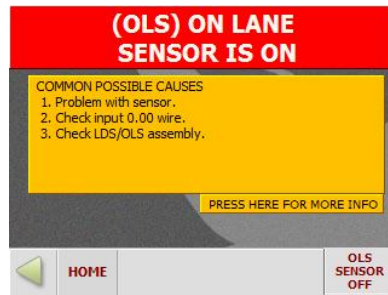 (OLS) ON LANE
SENSOR IS ON
COMMON POSSIBLE CAUSES
1. Problem with sensor.
2. Check input 0.00 wire.
3. Check LDS/OLS assembly.
PRESS HERE FOR MORE INFO
HOME
OLS
SENSOR
OFF